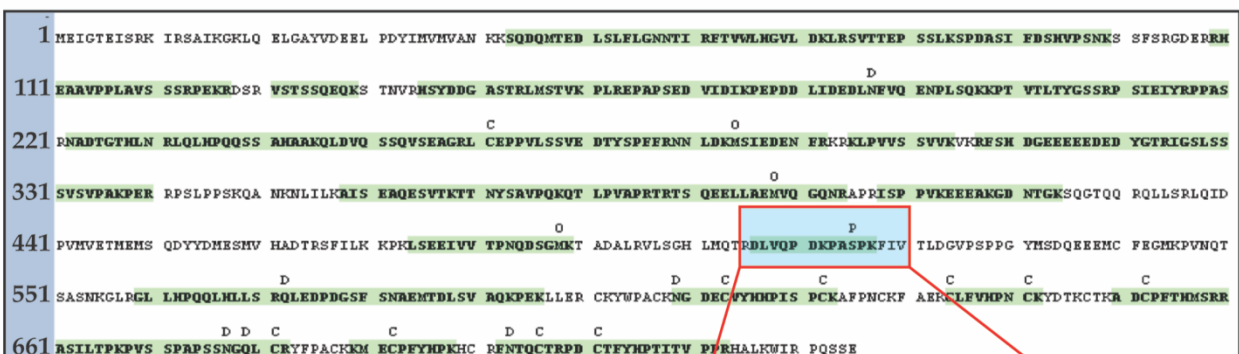 1 MEIGTEISRK IRSAIKGKLQ ELGAYVDEEL PDYIMVMVAN KKSQDQMTED LSLFLGNNTI RFTVWLHGVL DKLRSVTTEP SSLKSPDASI FDSHVPSNKS SFSRGDERRH
D
111 EAAVPPLAVS SSRPEKRDSR VSTSSQEQKS TNVRHSYDDG ASTRLMSTVK PLREPAPSED VIDIKPEPDD LIDEDLNFVQ ENPLSQKKPT VTLTYGSSRP SIEIYRPPAS
C O
221 RNADTGTHLN RLQLHPQQSS AHAAKQLDVQ SSQVSEAGRL CEPPVLSSVE DTYSPFFRNN LDKMSIEDEN FRKRKLPVVS SVVKVKRFSH DGEEEEEDED YGTRIGSLSS
O
331 SVSVPAKPER RPSLPPSKQA NKNLILKAIS EAQESVTKTT NYSAVPQKQT LPVAPRTRTS QEELLAEMVQ GQNRAPRISP PVKEEEAKGD NTGKSQGTQQ RQLLSRLQID
O P
441 PVMVETMEMS QDYYDMESMV HADTRSFILK KPKLSEEIVV TPNQDSGMKT ADALRVLSGH LMQTRDLVQP DKPASPKFIV TLDGVPSPPG YMSDQEEEMC FEGMKPVNQT
D D C C C C C
551 SASNKGLRGL LHPQQLHLLS RQLEDPDGSF SNAEMTDLSV AQKPEKLLER CKYWPACKNG DECVYHHPIS PCKAFPNCKF AEKCLFVHPN CKYDTKCTKA DCPFTHMSRR
D D C C D C C
661 ASILTPKPVS SPAPSSNGQL CRYFPACKKM ECPFYHPKHC RFNTQCTRPD CTFYHPTITV PPRHALKWIR PQSSE